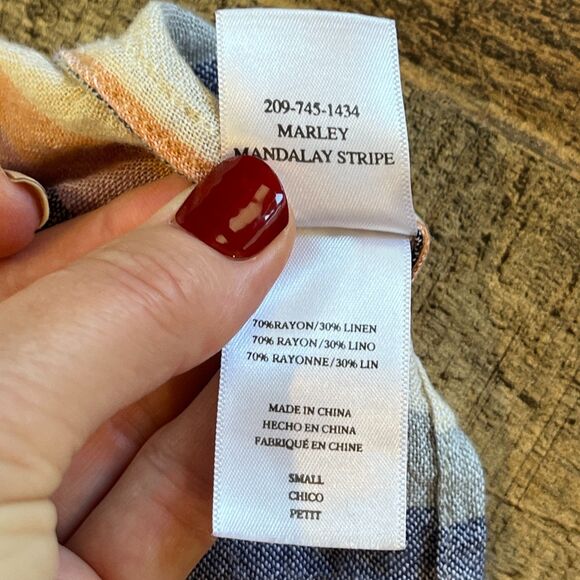 209-745-1434
MARLEY
MANDALAY STRIPE
70%RAYON/30% LINEN
70% RAYON/30% LINO
70% RAYONNE/30% LIN
MADE IN CHINA
HECHO EN CHINA
FABRIQUÉ EN CHINE
SMALL
CHICO
PETIT